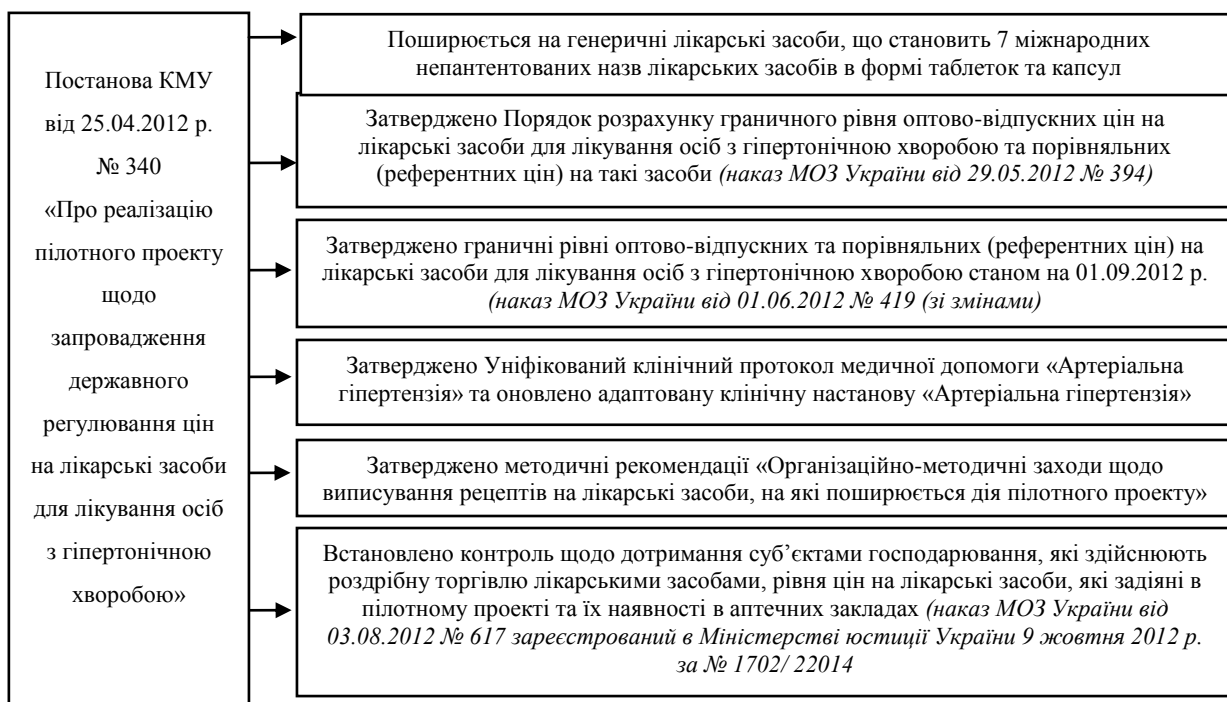 Постанова КМУ
від 25.04.2012 р.
№ 340
«Про реалізацію
пілотного проекту
щодо
запровадження
державного
регулювання цін
на лікарські засоби
для лікування осіб
з гіпертонічною
хворобою»
Поширюється на генеричні лікарські засоби, що становить 7 міжнародних
непантентованих назв лікарських засобів в формі таблеток та капсул
Затверджено Порядок розрахунку граничного рівня оптово-відпускних цін на
лікарські засоби для лікування осіб з гіпертонічною хворобою та порівняльних
(референтних цін) на такі засоби (наказ МОЗ України від 29.05.2012 № 394)
Затверджено граничні рівні оптово-відпускних та порівняльних (референтних цін) на
лікарські засоби для лікування осіб з гіпертонічною хворобою станом на 01.09.2012 р.
(наказ МОЗ України від 01.06.2012 № 419 (зі змінами)
Затверджено Уніфікований клінічний протокол медичної допомоги «Артеріальна
гіпертензія» та оновлено адаптовану клінічну настанову «Артеріальна гіпертензія»
Затверджено методичні рекомендації «Організаційно-методичні заходи щодо
виписування рецептів на лікарські засоби, на які поширюється дія пілотного проекту»
Встановлено контроль щодо дотримання суб’єктами господарювання, які здійснюють
роздрібну торгівлю лікарськими засобами, рівня цін на лікарські засоби, які задіяні в
пілотному проекті та їх наявності в аптечних закладах (наказ МОЗ України від
03.08.2012 № 617 зареєстрований в Міністерстві юстиції України 9 жовтня 2012 р.
за № 1702/ 22014